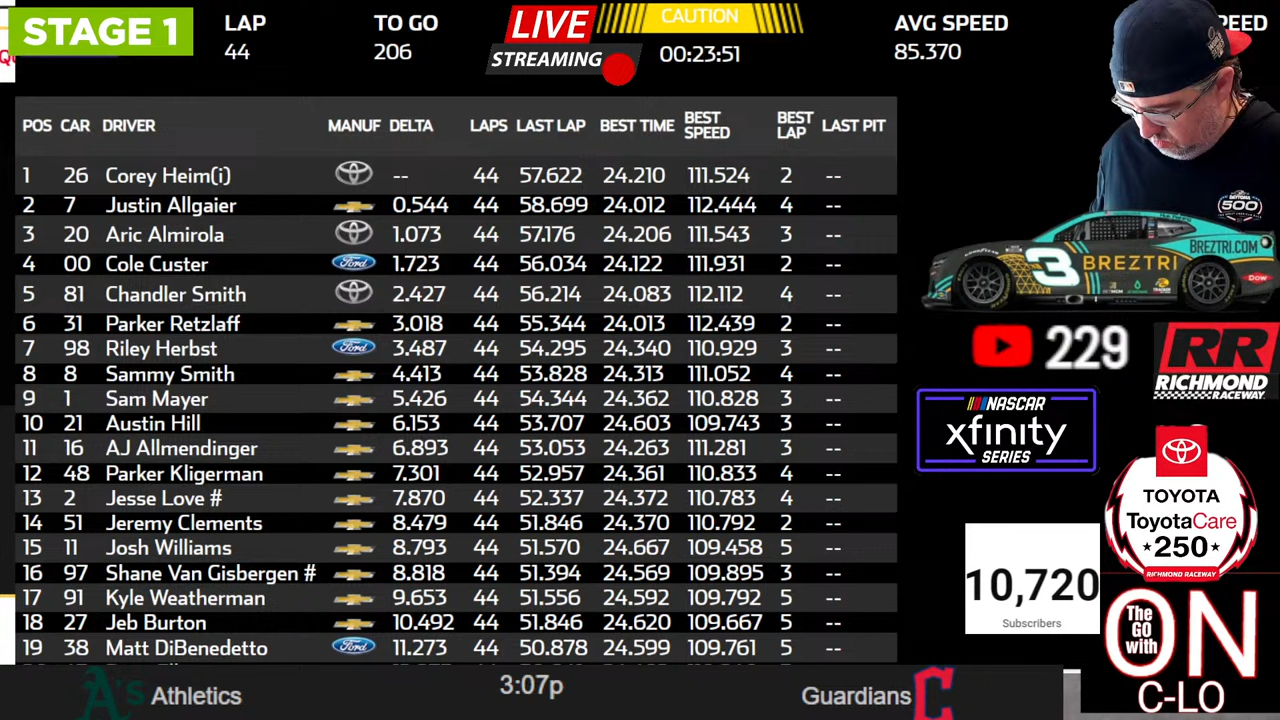 STAGE 1
LAP
44
TO GO
206
LIVE
STREAMING
CAUTION
00:23:51
AVG SPEED
85.370
PEED
POS CAR DRIVER MANUF DELTA LAPS LAST LAP BEST TIME BEST SPEED BEST LAP LAST PIT
1 26 Corey Heim(i) -- 44 57.622 24.210 111.524 2 --
2 7 Justin Allgaier 0.544 44 58.699 24.012 112.444 4 --
3 20 Aric Almirola 1.077 44 57.176 24.206 111.543 3 --
4 00 Cole Custer Ford 1.723 44 56.034 24.122 111.931 2 --
5 81 Chandler Smith 2.427 44 56.214 24.083 112.112 4 --
6 31 Parker Retzlaff 3.018 44 55.344 24.013 112.439 2 --
7 98 Riley Herbst Ford 3.487 44 54.295 24.340 110.929 3 --
8 8 Sammy Smith 4.413 44 53.828 24.313 111.052 4 --
9 1 Sam Mayer 5.426 44 54.344 24.362 110.828 3 --
10 21 Austin Hill 6.153 44 53.707 24.603 109.743 3 --
11 16 AJ Allmendinger 6.893 44 53.053 24.263 111.281 3 --
12 48 Parker Kligerman 7.301 44 52.957 24.361 110.833 4 --
13 2 Jesse Love # 7.870 44 52.337 24.372 110.783 4 --
14 51 Jeremy Clements 8.479 44 51.846 24.370 110.792 2 --
15 11 Josh Williams 8.793 44 51.570 24.667 109.458 5 --
16 97 Shane Van Gisbergen # 8.818 44 51.394 24.569 109.895 3 --
17 91 Kyle Weatherman 9.653 44 51.556 24.592 109.792 5 --
18 27 Jeb Burton 10.492 44 51.846 24.620 109.667 5 --
19 38 Matt DiBenedetto Ford 11.273 44 50.878 24.599 109.761 5 --
DAYTONA
500
3 BREZTRI
BREZTRI.COM
Dow
229
RR
RICHMOND
RACEWAY
NASCAR
xfinity
SERIES
TOYOTA
ToyotaCare
250
RICHMOND RACEWAY
10,720
Subscribers
The GO with
ON
C-LO
A's Athletics
3:07p
Guardians C